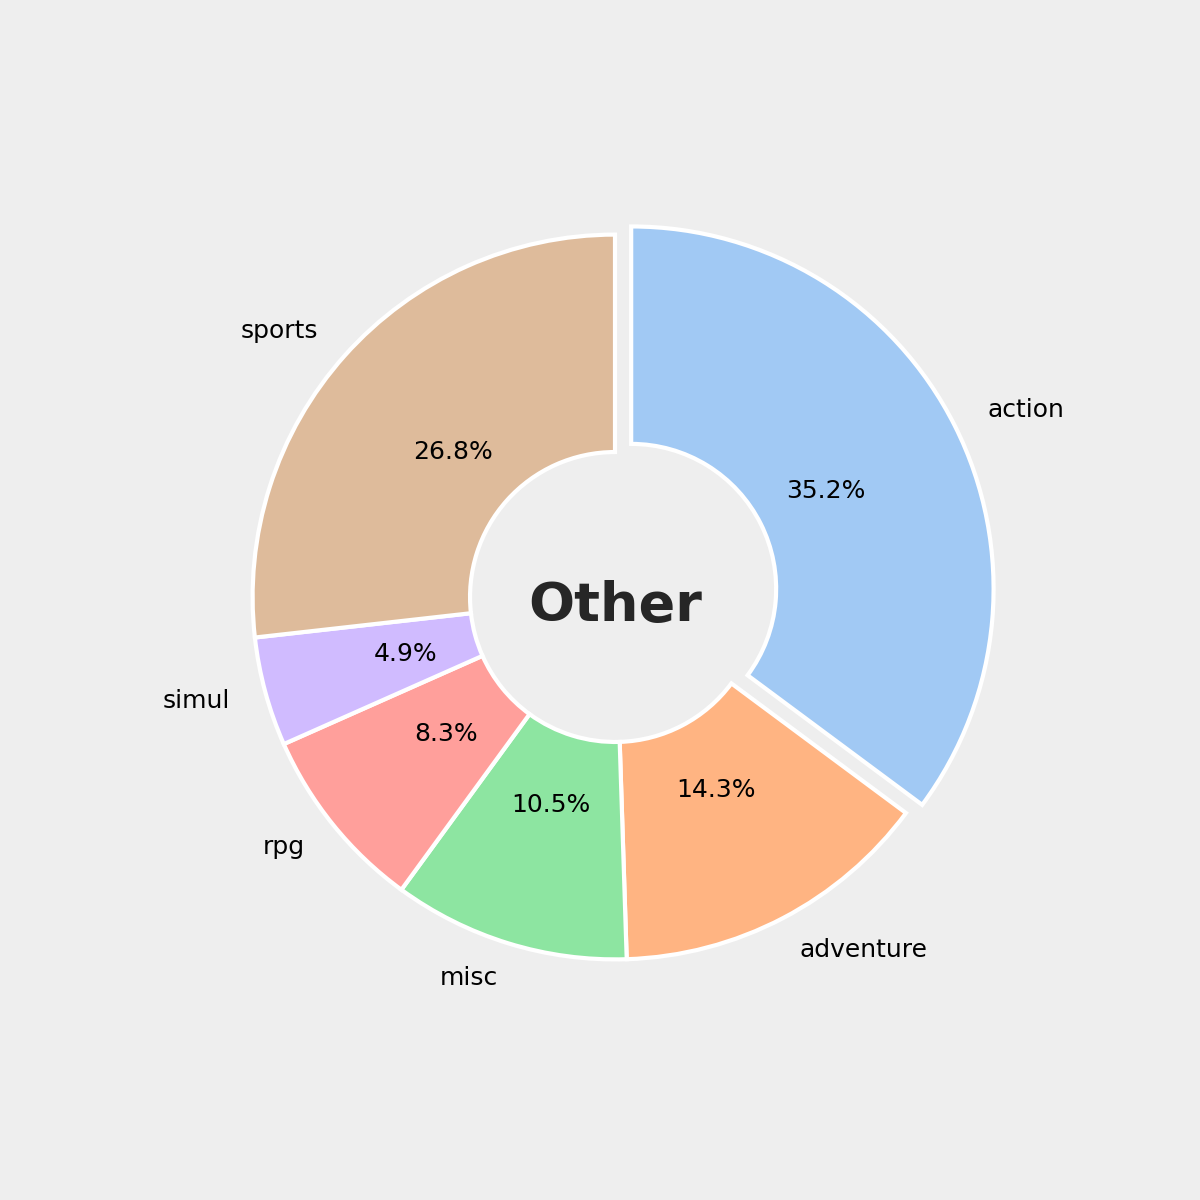 sports
action
26.8%
35.2%
Other
4.9%
simul
8.3%
14.3%
10.5%
rpg
adventure
misc